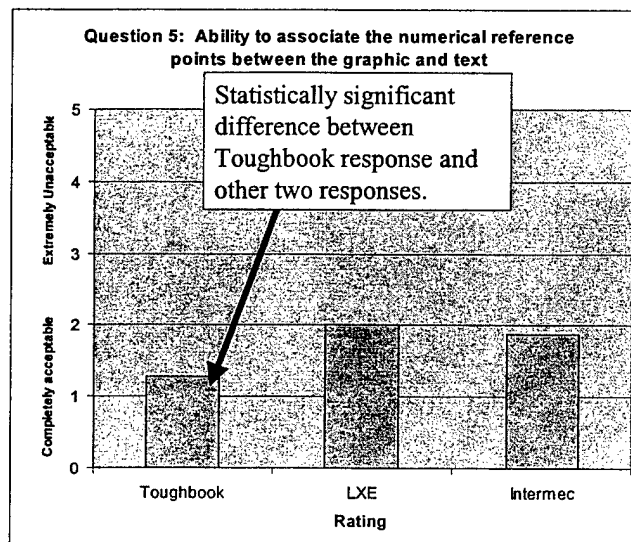 Question 5: Ability to associate the numerical reference
points between the graphic and text
Statistically significant
difference between
Toughbook response and
other two responses.
Extremely Unacceptable
Completely acceptable
5
4
3
2
1
0
Toughbook LXE Intermec
Rating